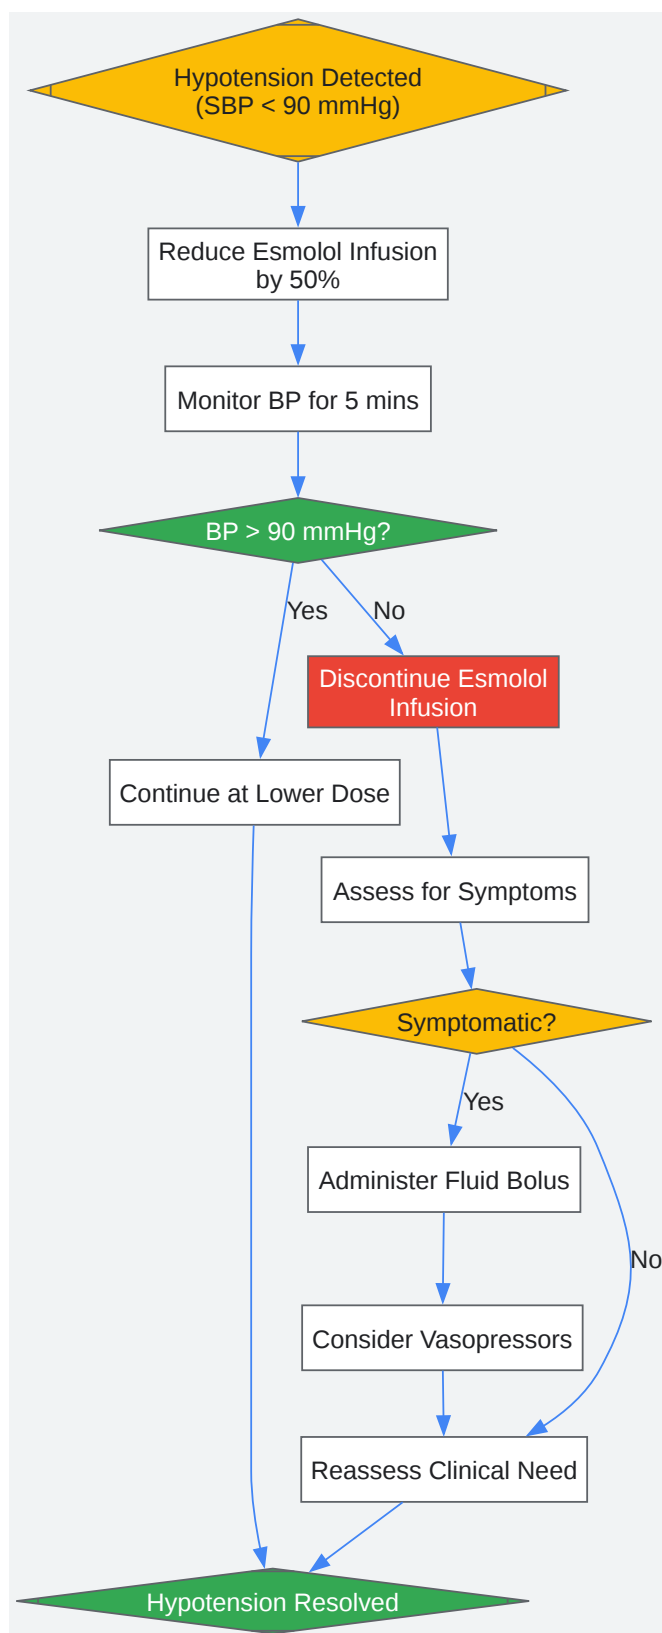 Hypotension Detected
(SBP < 90 mmHg)
Reduce Esmolol Infusion
by 50%
Monitor BP for 5 mins
BP > 90 mmHg?
Yes
No
Discontinue Esmolol
Infusion
Continue at Lower Dose
Assess for Symptoms
Symptomatic?
Yes
Administer Fluid Bolus
No
Consider Vasopressors
Reassess Clinical Need
Hypotension Resolved